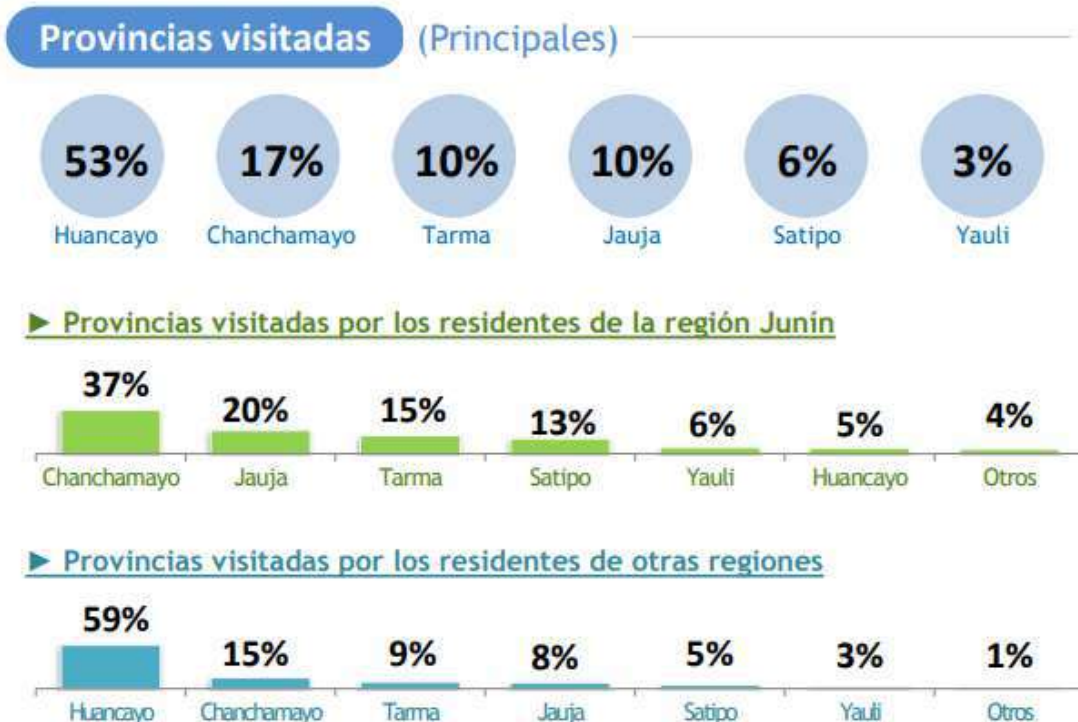 Provincias visitadas (Principales)
53% 17% 10% 10% 6% 3%
Huancayo Chanchamayo Tarma Jauja Satipo Yauli
► Provincias visitadas por los residentes de la región Junín
37% 20% 15% 13% 6% 5% 4%
Chanchamayo Jauja Tarma Satipo Yauli Huancayo Otros
► Provincias visitadas por los residentes de otras regiones
59% 15% 9% 8% 5% 3% 1%
Huancayo Chanchamayo Tarma Jauja Satipo Yauli Otros